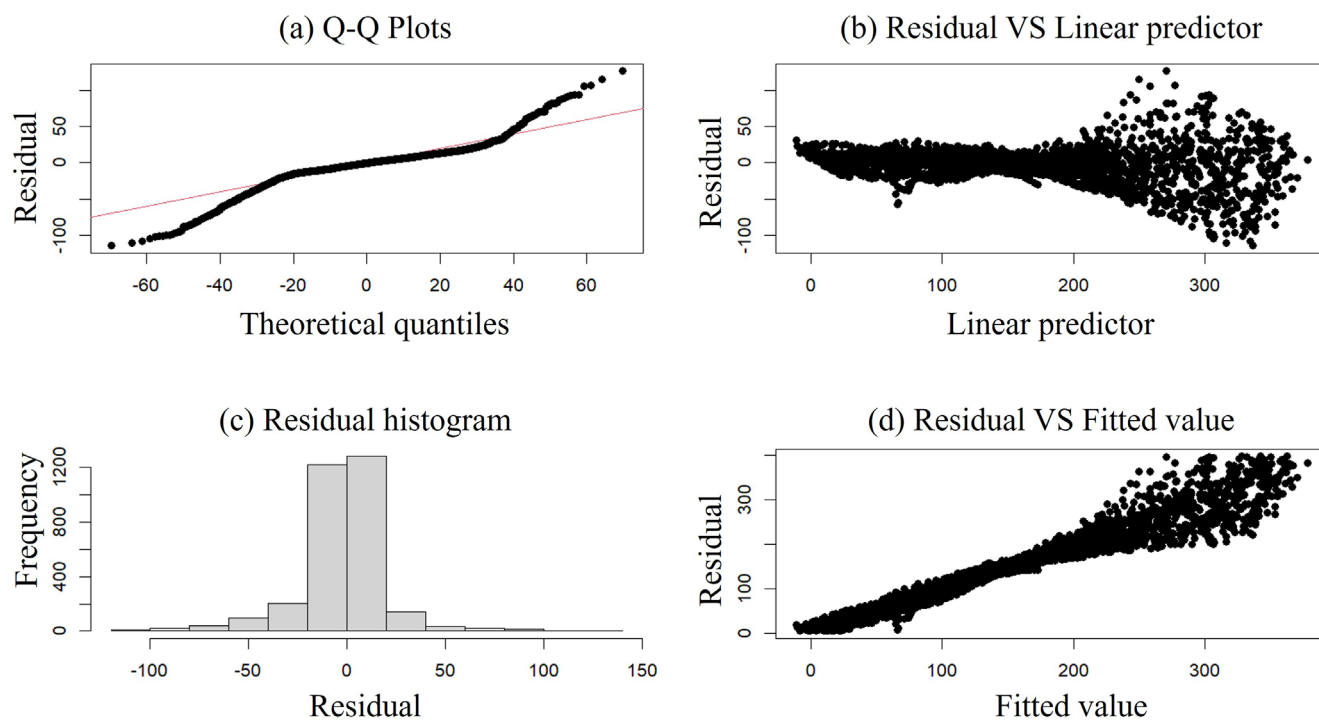 (a) Q-Q Plots
Residual
50
0
-100
-60 -40 -20 0 20 40 60
Theoretical quantiles
(b) Residual VS Linear predictor
Residual
50
0
-100
0 100 200 300
Linear predictor
(c) Residual histogram
Frequency
1200
800
400
0
-100 -50 0 50 100 150
Residual
(d) Residual VS Fitted value
Residual
300
100
0
0 100 200 300
Fitted value